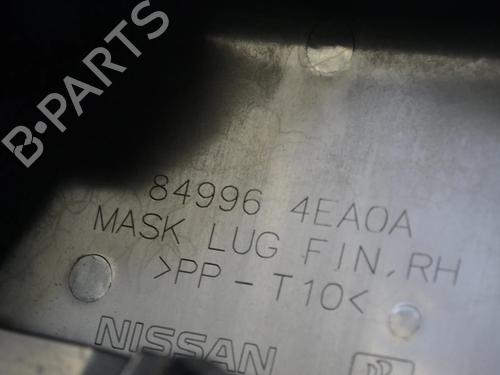 B-PARTS
84996 4EA0A
MASK LUG FIN, RH
>PP-T10<
NISSAN